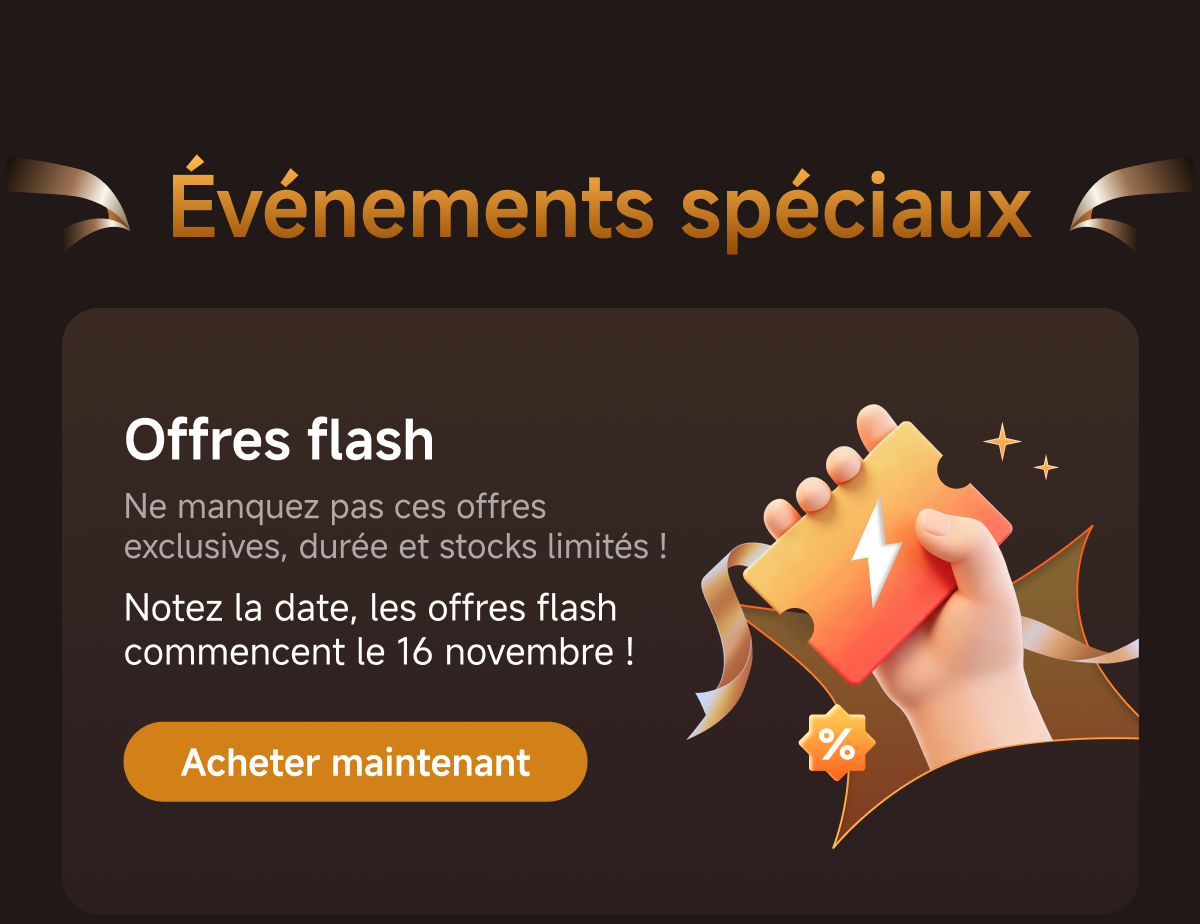 Événements spéciaux
Offres flash
Ne manquez pas ces offres
exclusives, durée et stocks limités !
Notez la date, les offres flash
commencent le 16 novembre !
Acheter maintenant
%